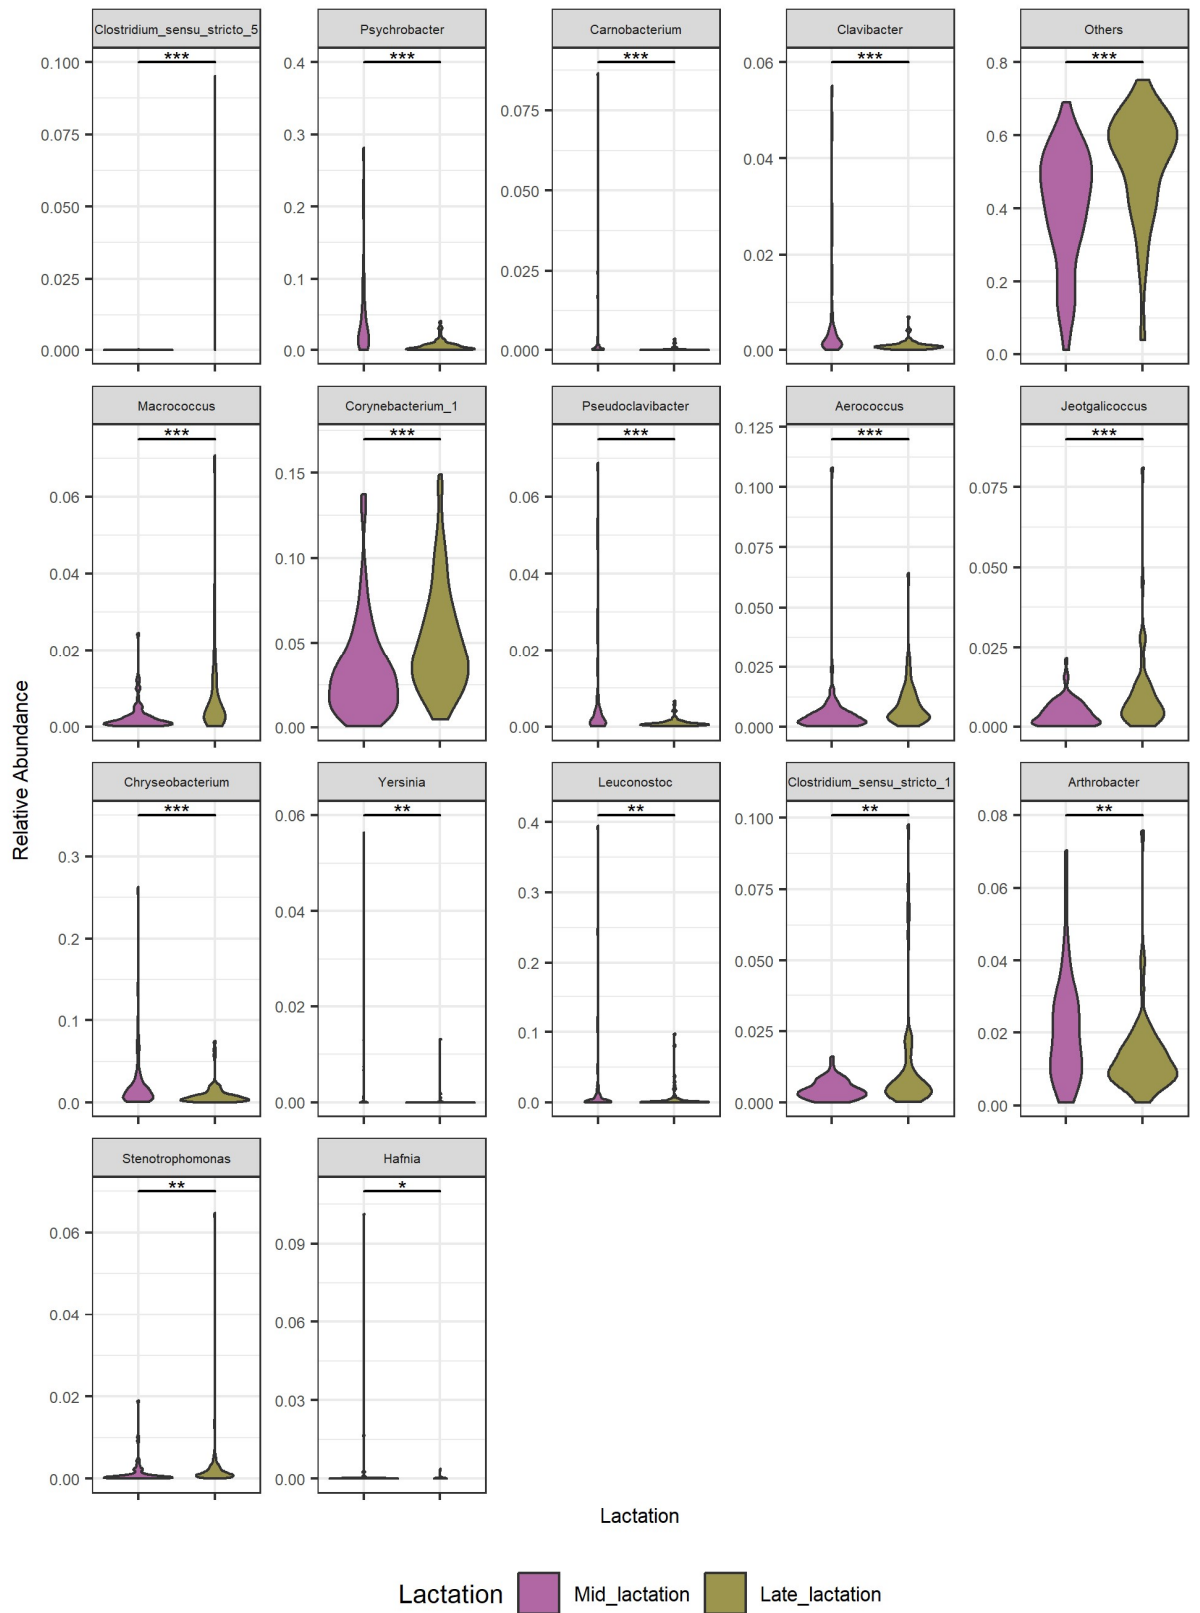 Clostridium_sensu_stricto_5 Psychrobacter Carnobacterium Clavibacter Others
*** *** *** *** ***
0.100 0.075 0.050 0.025 0.000
0.4 0.3 0.2 0.1 0.0
0.075 0.050 0.025 0.000
0.06 0.04 0.02 0.00
0.8 0.6 0.4 0.2 0.0
Macrococcus Corynebacterium_1 Pseudoclavibacter Aerococcus Jeotgalicoccus
*** *** *** *** ***
0.06 0.04 0.02 0.00
0.15 0.10 0.05 0.00
0.06 0.04 0.02 0.00
0.125 0.100 0.075 0.050 0.025 0.000
0.075 0.050 0.025 0.000
Relative Abundance
Chryseobacterium Yersinia Leuconostoc Clostridium_sensu_stricto_1 Arthrobacter
*** ** ** ** **
0.3 0.2 0.1 0.0
0.06 0.04 0.02 0.00
0.4 0.3 0.2 0.1 0.0
0.100 0.075 0.050 0.025 0.000
0.08 0.06 0.04 0.02 0.00
Stenotrophomonas Hafnia
** *
0.06 0.04 0.02 0.00
0.09 0.06 0.03 0.00
Lactation
Lactation Mid_lactation Late_lactation